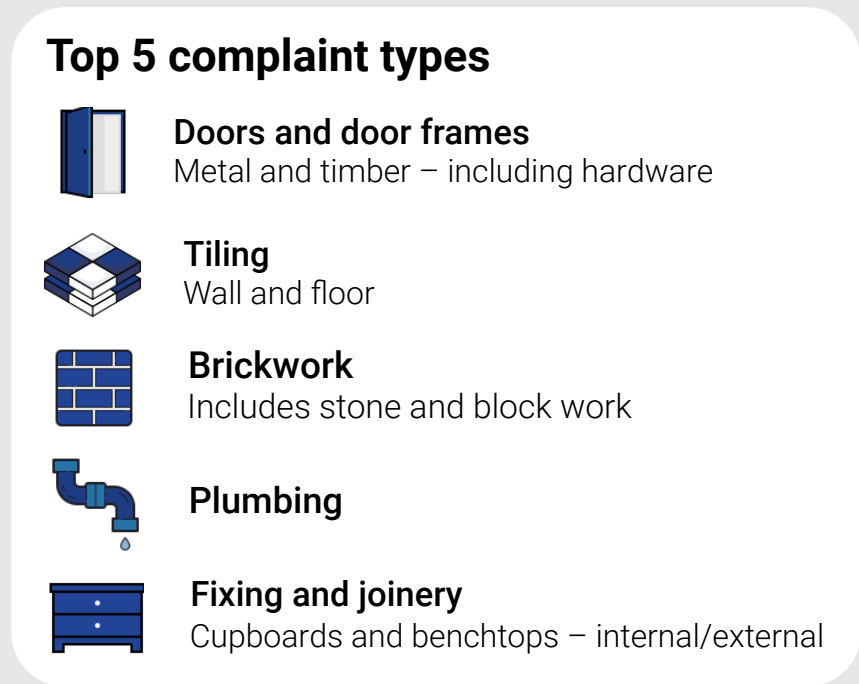 Top 5 complaint types
Doors and door frames
Metal and timber – including hardware
Tiling
Wall and floor
Brickwork
Includes stone and block work
Plumbing
Fixing and joinery
Cupboards and benchtops – internal/external